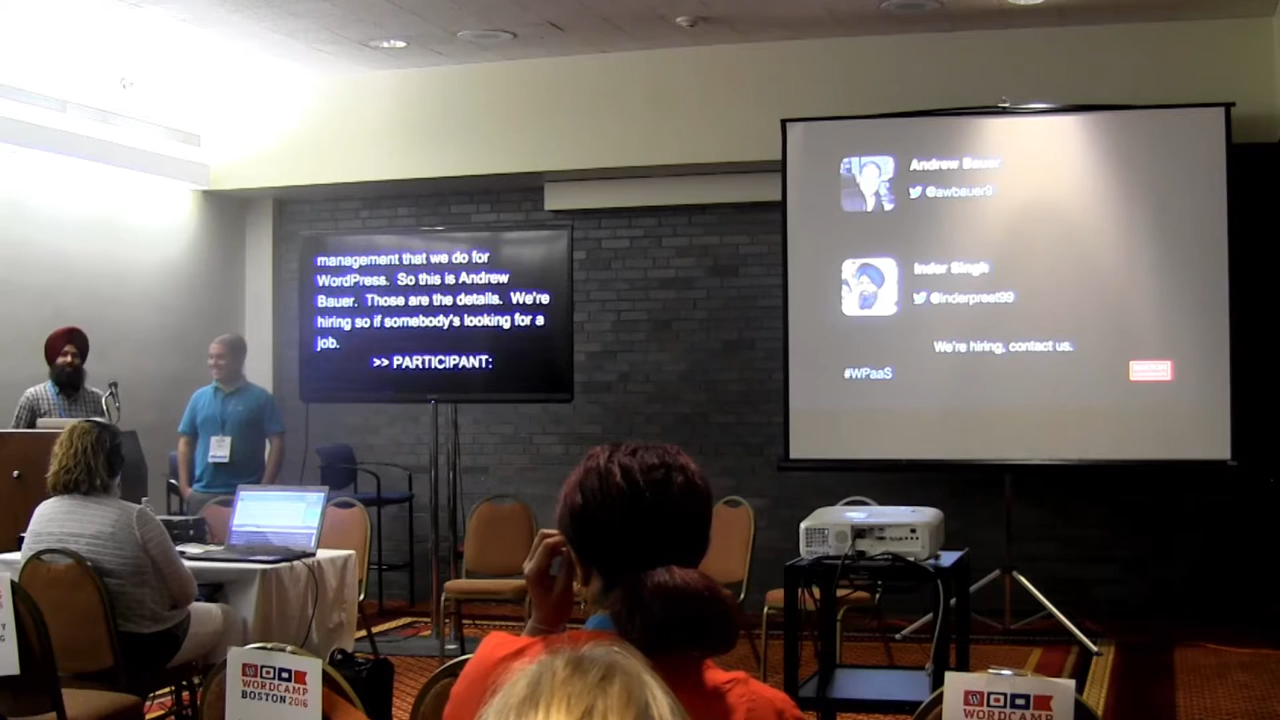 management that we do for
WordPress. So this is Andrew
Bauer. Those are the details. We're
hiring so if somebody's looking for a
job.
>> PARTICIPANT:
Andrew Bauer
@awbauer9
Inder Singh
@inderpreet99
We're hiring, contact us.
#WPaaS
WORDCAMP
BOSTON 2016
WORDCAMP